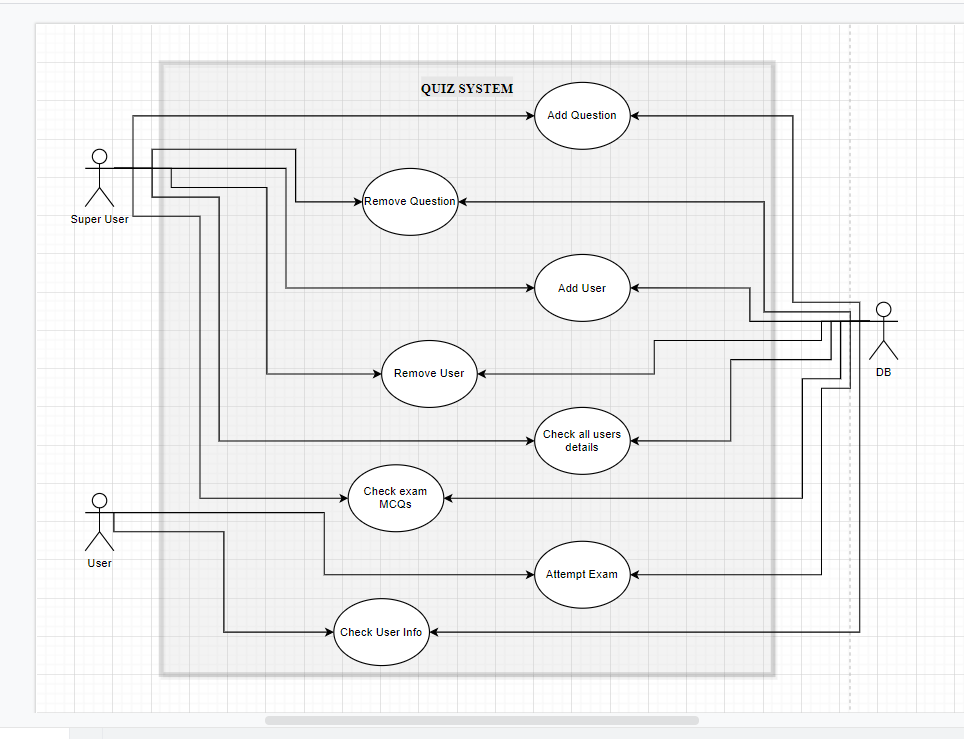 QUIZ SYSTEM
Add Question
Super User
Remove Question
Add User
DB
Remove User
Check all users
details
Check exam
MCQs
User
Attempt Exam
Check User Info